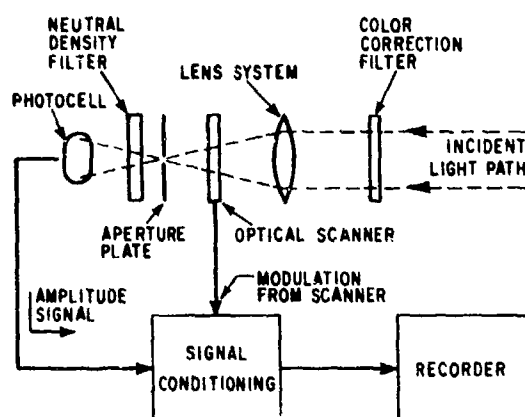 NEUTRAL
DENSITY
FILTER
PHOTOCELL
LENS SYSTEM
COLOR
CORRECTION
FILTER
INCIDENT
LIGHT PATH
APERTURE
PLATE
OPTICAL SCANNER
MODULATION
FROM SCANNER
AMPLITUDE
SIGNAL
SIGNAL
CONDITIONING
RECORDER